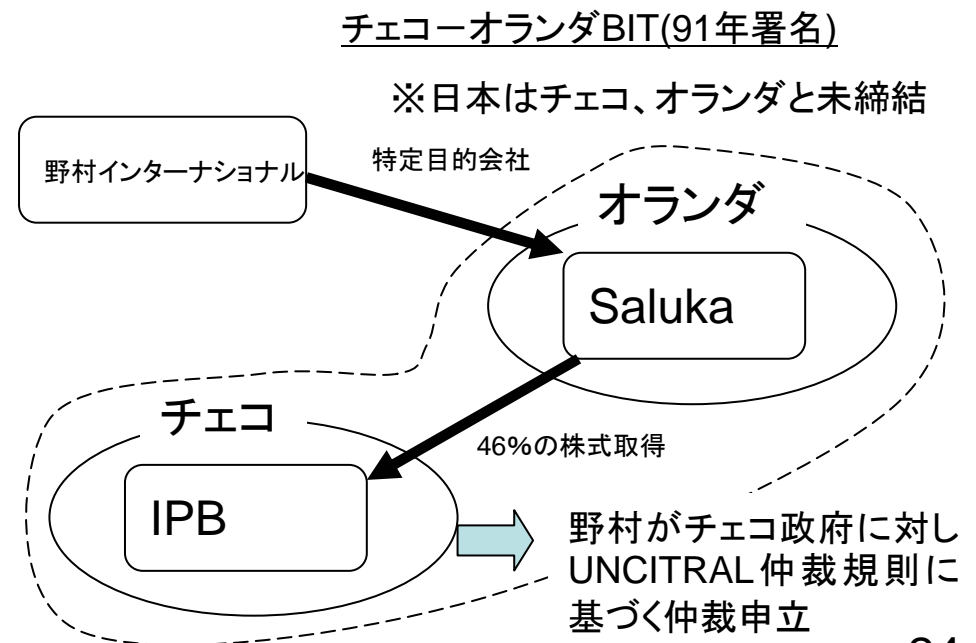 チェコーオランダBIT(91年署名)
※日本はチェコ、オランダと未締結
野村インターナショナル
特定目的会社
オランダ
Saluka
チェコ
46%の株式取得
IPB
野村がチェコ政府に対し
UNCITRAL仲裁規則に
基づく仲裁申立